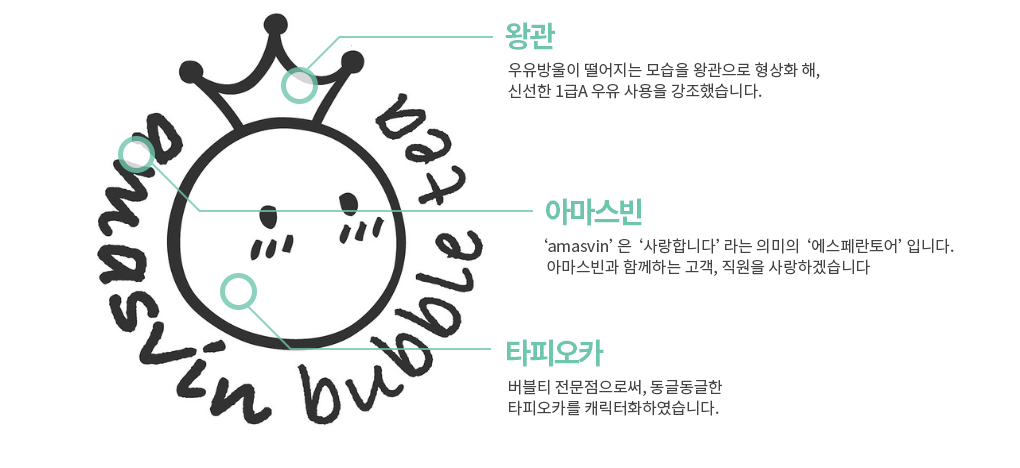 왕관
우유방울이 떨어지는 모습을 왕관으로 형상화 해,
신선한 1급A 우유 사용을 강조했습니다.
amasvin bubble tea
아마스빈
‘amasvin’ 은 ‘사랑합니다’ 라는 의미의 ‘에스페란토어’ 입니다.
아마스빈과 함께하는 고객, 직원을 사랑하겠습니다
타피오카
버블티 전문점으로써, 동글동글한
타피오카를 캐릭터화하였습니다.